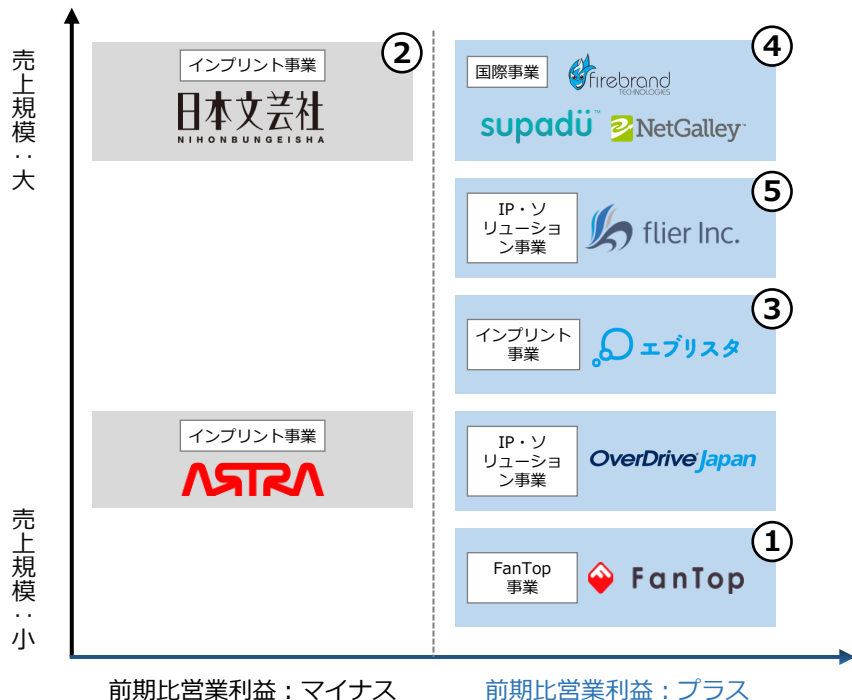 売上規模：大
インプリント事業
②
日本文芸社
NIHONBUNGEISHA
国際事業
④
firebrand
TECHNOLOGIES
supadü™
NetGalley
IP・ソ
リューショ
ン事業
⑤
flier Inc.
インプリント
事業
③
エブリスタ
インプリント事業
ASTRA
IP・ソ
リューショ
ン事業
OverDrive Japan
売上規模：小
FanTop
事業
①
FanTop
前期比営業利益：マイナス
前期比営業利益：プラス